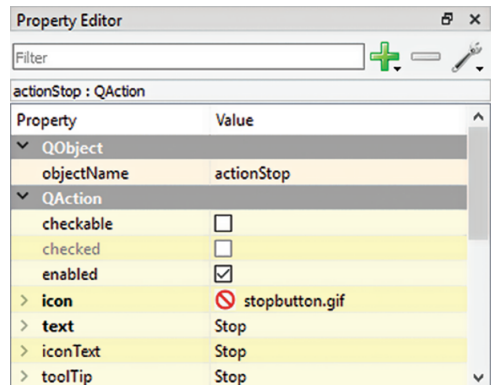 Property Editor
Filter
actionStop : QAction
Property Value
QObject
objectName actionStop
QAction
checkable
checked
enabled
icon stopbutton.gif
text Stop
iconText Stop
toolTip Stop